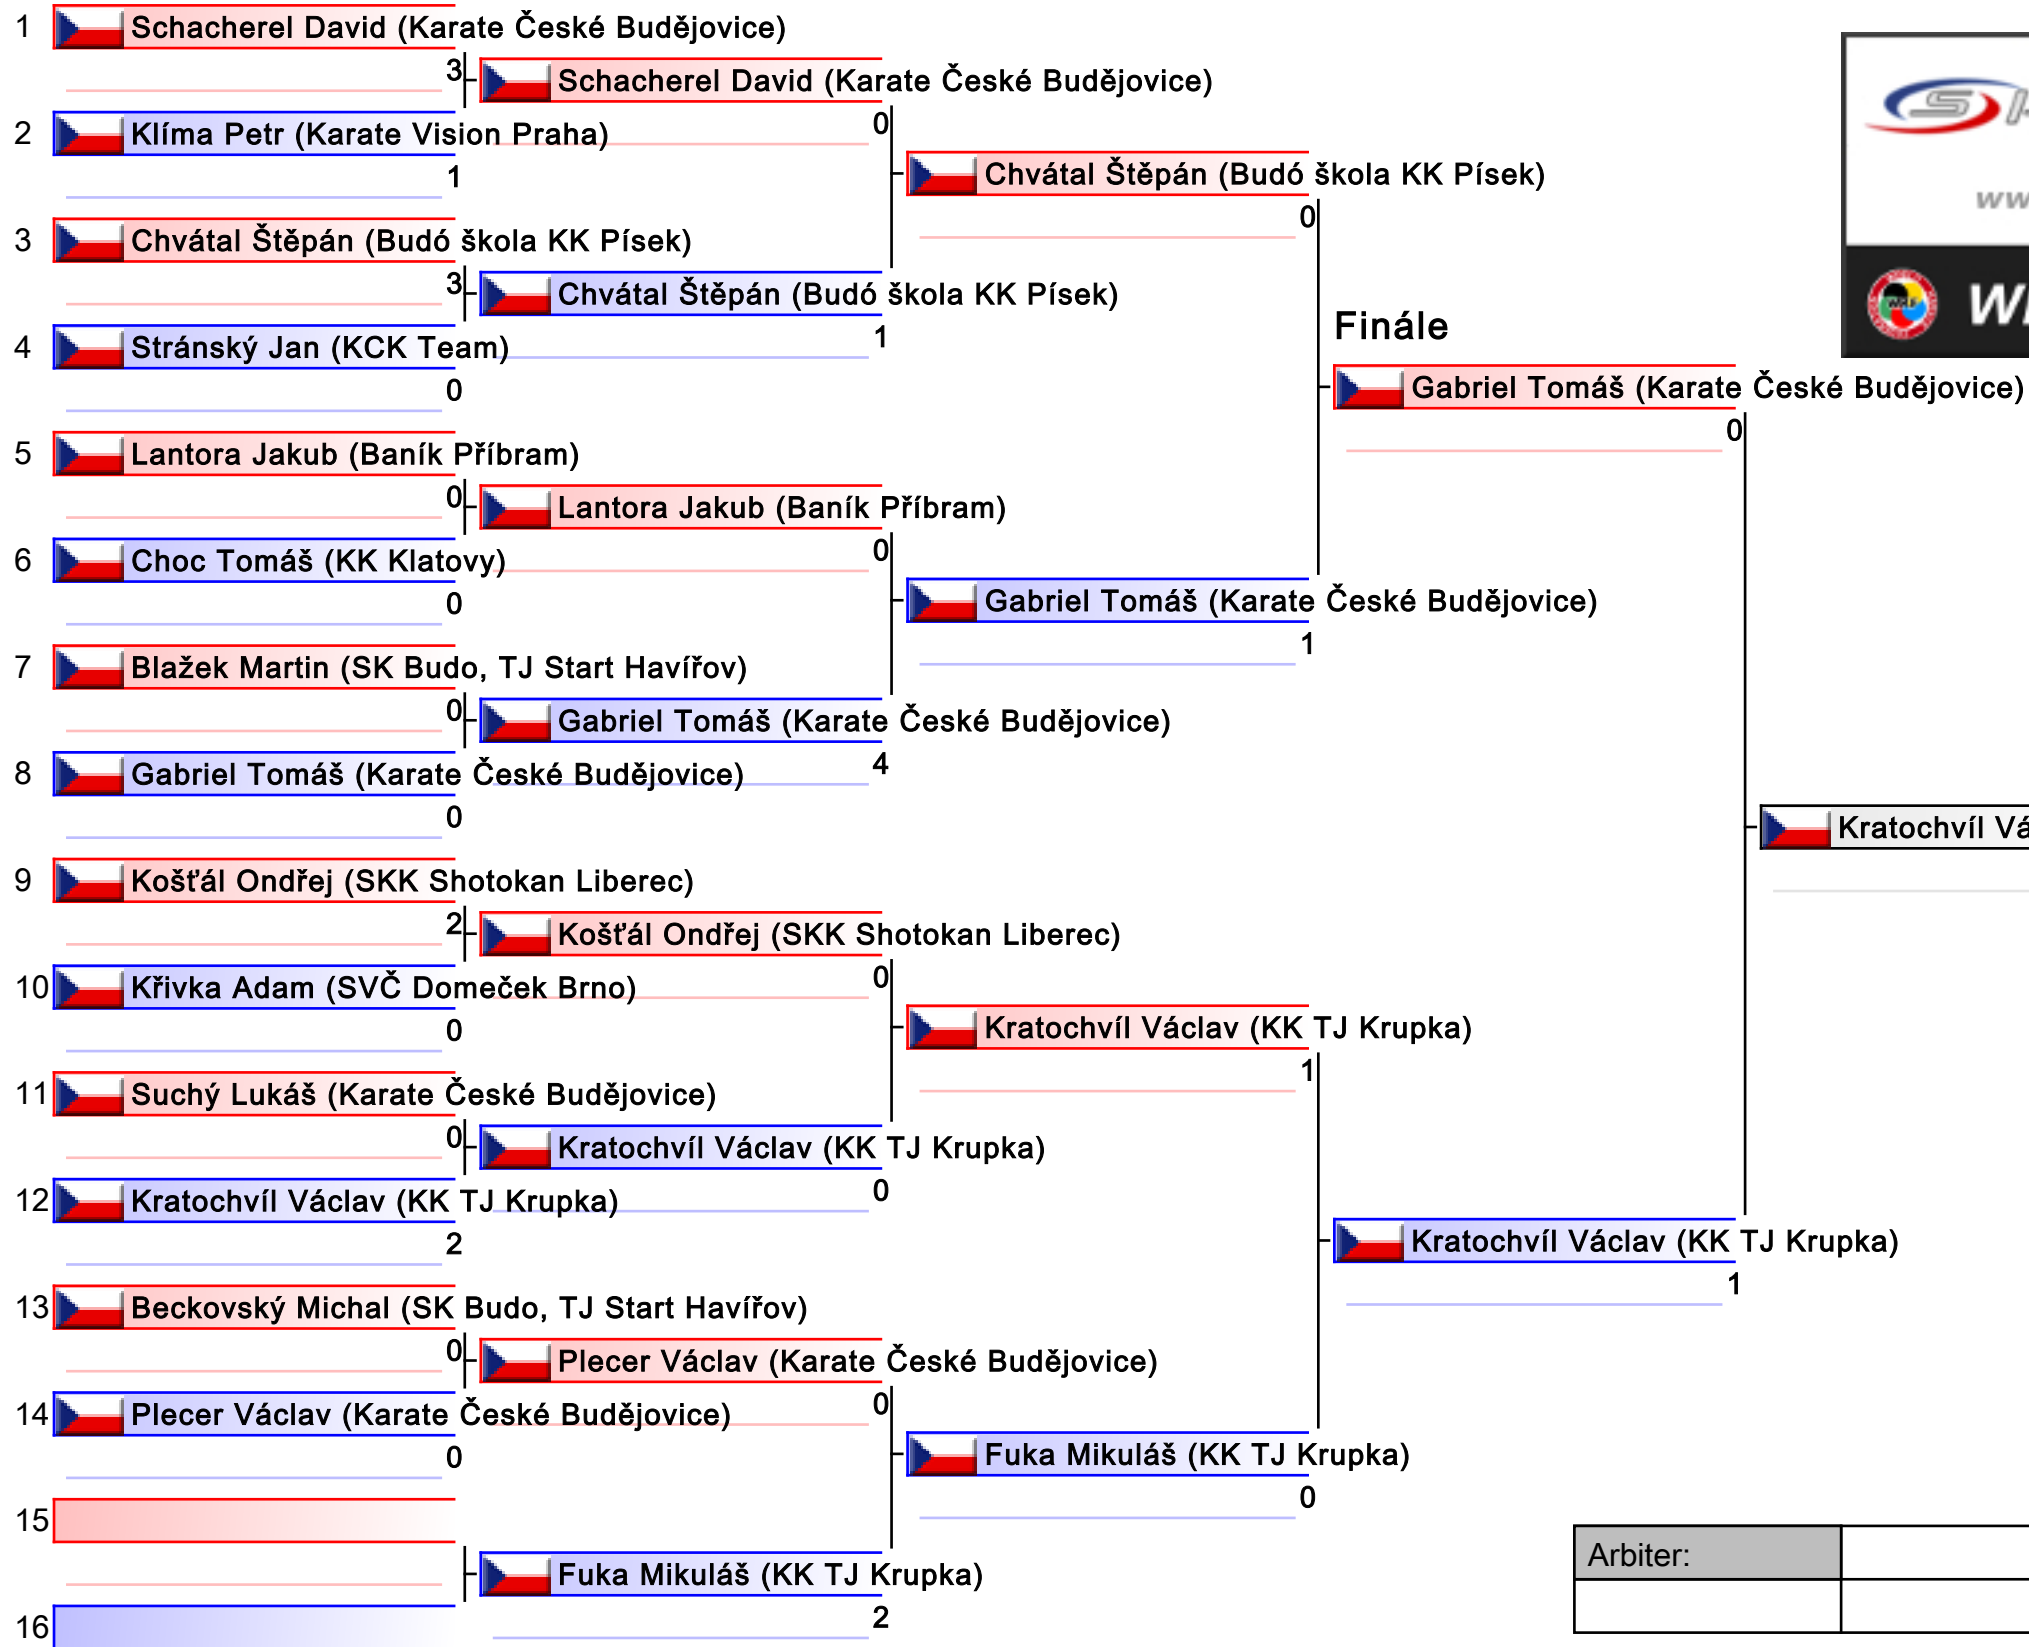 1 Schacherel David (Karate České Budějovice)
3
2 Klíma Petr (Karate Vision Praha)
1
3 Chvátal Štěpán (Budó škola KK Písek)
3
4 Stránský Jan (KCK Team)
0
5 Lantora Jakub (Baník Příbram)
0
6 Choc Tomáš (KK Klatovy)
0
7 Blažek Martin (SK Budo, TJ Start Havířov)
0
8 Gabriel Tomáš (Karate České Budějovice)
0
9 Košťál Ondřej (SKK Shotokan Liberec)
2
10 Křivka Adam (SVČ Domeček Brno)
0
11 Suchý Lukáš (Karate České Budějovice)
0
12 Kratochvíl Václav (KK TJ Krupka)
2
13 Beckovský Michal (SK Budo, TJ Start Havířov)
0
14 Plecer Václav (Karate České Budějovice)
0
15
16
Schacherel David (Karate České Budějovice)
0
Chvátal Štěpán (Budó škola KK Písek)
1
Lantora Jakub (Baník Příbram)
0
Gabriel Tomáš (Karate České Budějovice)
4
Košťál Ondřej (SKK Shotokan Liberec)
0
Kratochvíl Václav (KK TJ Krupka)
0
Plecer Václav (Karate České Budějovice)
0
Fuka Mikuláš (KK TJ Krupka)
2
Chvátal Štěpán (Budó škola KK Písek)
0
Gabriel Tomáš (Karate České Budějovice)
1
Kratochvíl Václav (KK TJ Krupka)
1
Fuka Mikuláš (KK TJ Krupka)
0
Finále
Gabriel Tomáš (Karate České Budějovice)
0
Kratochvíl Václav (KK TJ Krupka)
1
Kratochvíl Vá
Arbiter: